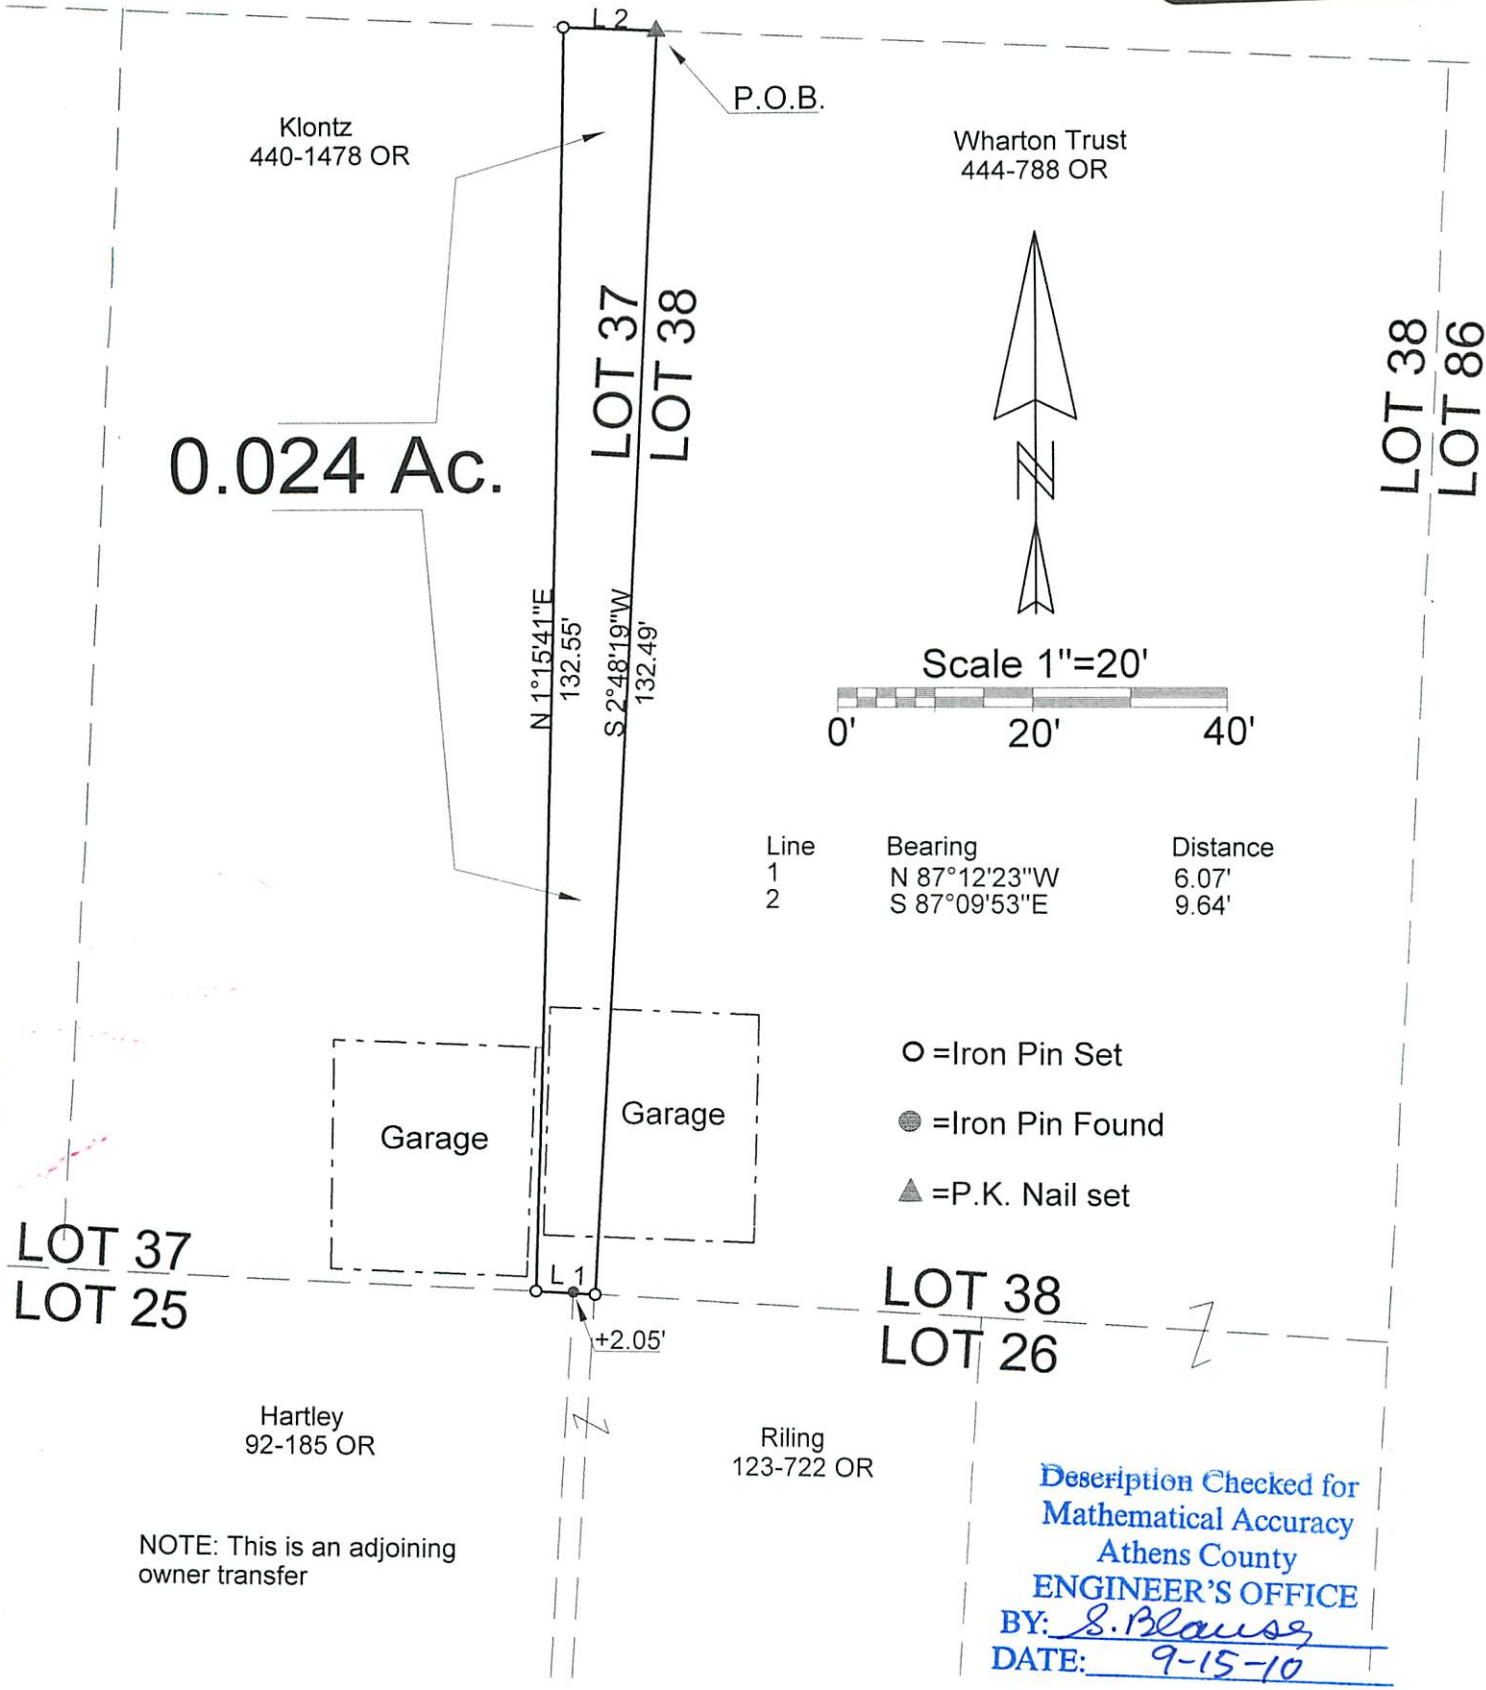 L 2
P.O.B.
Klontz
440-1478 OR
Wharton Trust
444-788 OR
LOT 37
LOT 38
LOT 38
LOT 86
0.024 Ac.
N
N 1°15'41"E
132.55'
S 2°48'19"W
132.49'
Scale 1"=20'
0' 20' 40'
Line Bearing Distance
1 N 87°12'23"W 6.07'
2 S 87°09'53"E 9.64'
=Iron Pin Set
=Iron Pin Found
=P.K. Nail set
Garage
Garage
LOT 37
LOT 25
L 1
+2.05'
LOT 38
LOT 26
Hartley
92-185 OR
Riling
123-722 OR
NOTE: This is an adjoining
owner transfer
Description Checked for
Mathematical Accuracy
Athens County
ENGINEER'S OFFICE
BY: S. Blauser
DATE: 9-15-10